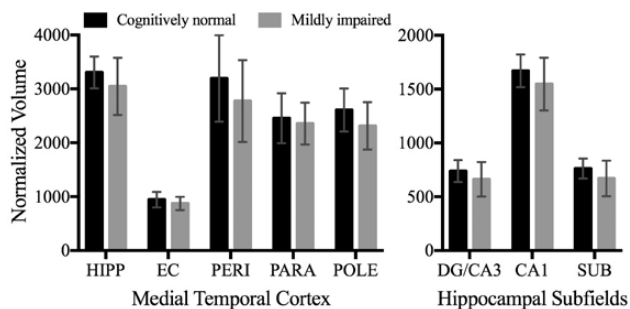 Cognitively normal Mildly impaired
Normalized Volume
4000
3000
2000
1000
0
HIPP EC PERI PARA POLE
Medial Temporal Cortex
2000
1500
1000
500
0
DG/CA3 CA1 SUB
Hippocampal Subfields